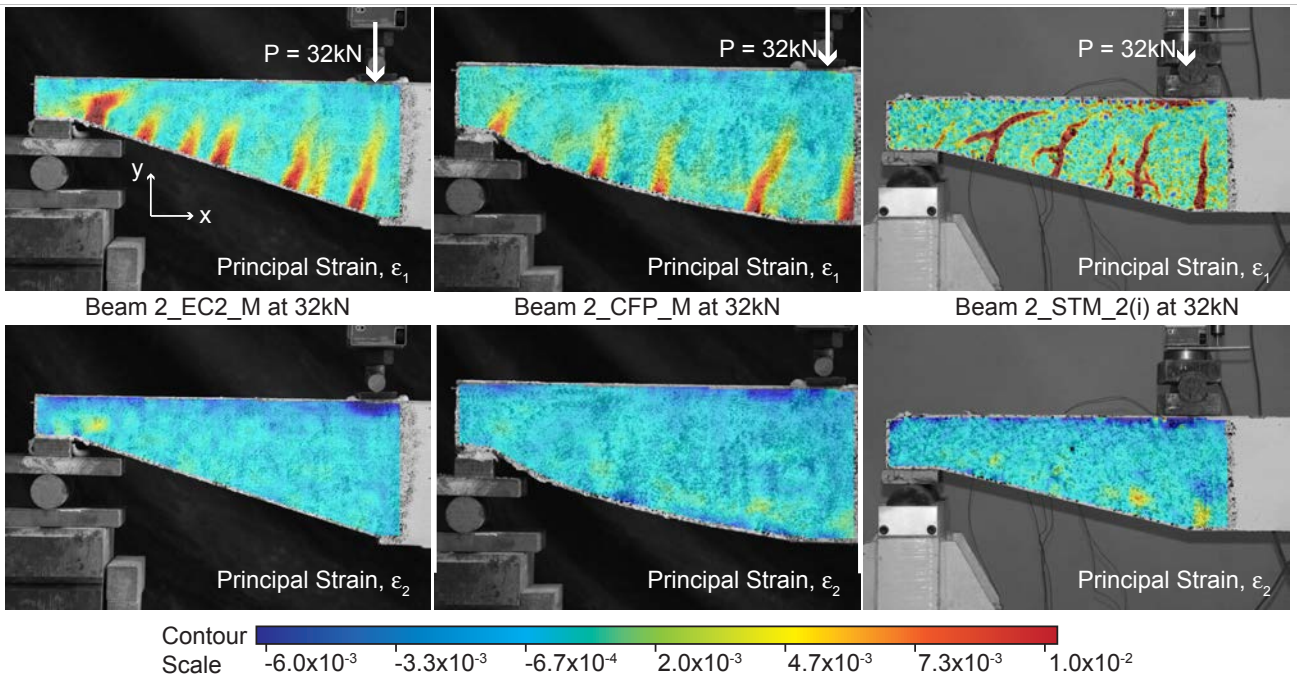 P = 32kN
P = 32kN
P = 32kN
y
x
Principal Strain, ε₁
Principal Strain, ε₁
Principal Strain, ε₁
Beam 2_EC2_M at 32kN
Beam 2_CFP_M at 32kN
Beam 2_STM_2(i) at 32kN
Principal Strain, ε₂
Principal Strain, ε₂
Principal Strain, ε₂
Contour
Scale
-6.0x10⁻³ -3.3x10⁻³ -6.7x10⁻⁴ 2.0x10⁻³ 4.7x10⁻³ 7.3x10⁻³ 1.0x10⁻²